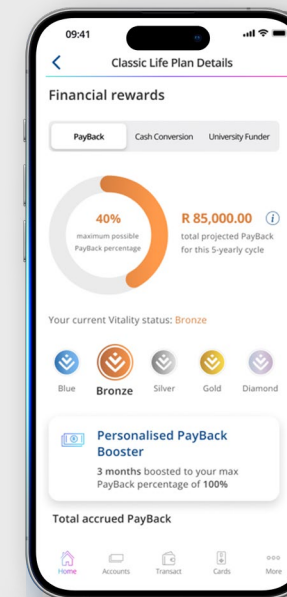 09:41
Classic Life Plan Details
Financial rewards
PayBack Cash Conversion University Funder
40%
maximum possible
PayBack percentage
R 85,000.00 i
total projected PayBack
for this 5-yearly cycle
Your current Vitality status: Bronze
Blue Bronze Silver Gold Diamond
Personalised PayBack
Booster
3 months boosted to your max
PayBack percentage of 100%
Total accrued PayBack
Home Accounts Transact Cards More